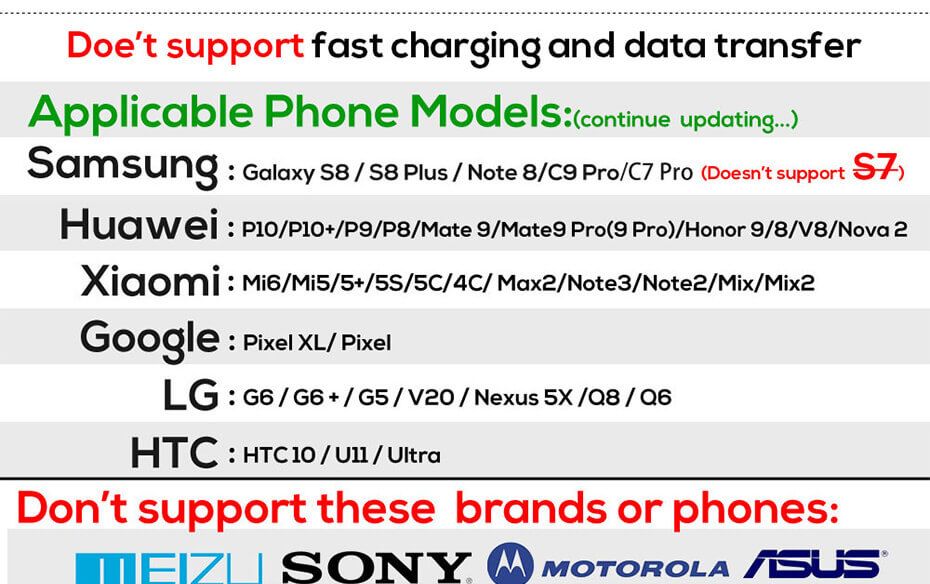 Doe't support fast charging and data transfer
Applicable Phone Models:(continue updating...)
Samsung : Galaxy S8 / S8 Plus / Note 8/C9 Pro/C7 Pro (Doesn't support S7)
Huawei : P10/P10+/P9/P8/Mate 9/Mate9 Pro(9 Pro)/Honor 9/8/V8/Nova 2
Xiaomi : Mi6/Mi5/5+/5S/5C/4C/ Max2/Note3/Note2/Mix/Mix2
Google : Pixel XL/ Pixel
LG : G6 / G6 + / G5 / V20 / Nexus 5X /Q8 / Q6
HTC : HTC 10 / U11 / Ultra
Don't support these brands or phones:
MEIZU SONY MOTOROLA ASUS